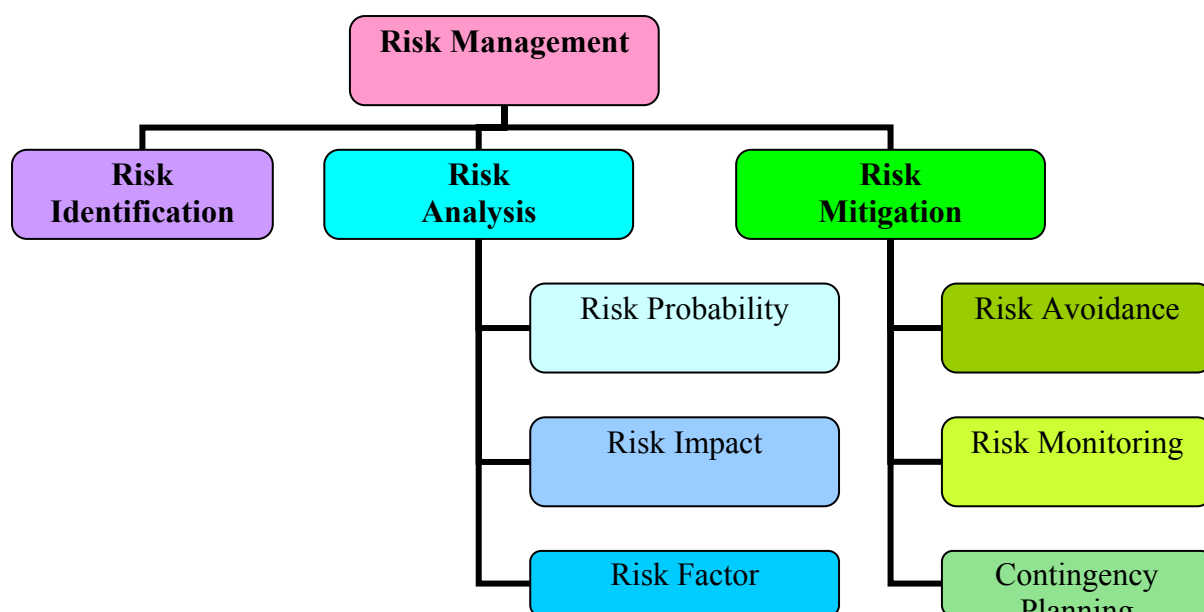 Risk Management
Risk
Identification
Risk
Analysis
Risk
Mitigation
Risk Probability
Risk Avoidance
Risk Impact
Risk Monitoring
Risk Factor
Contingency
Planning